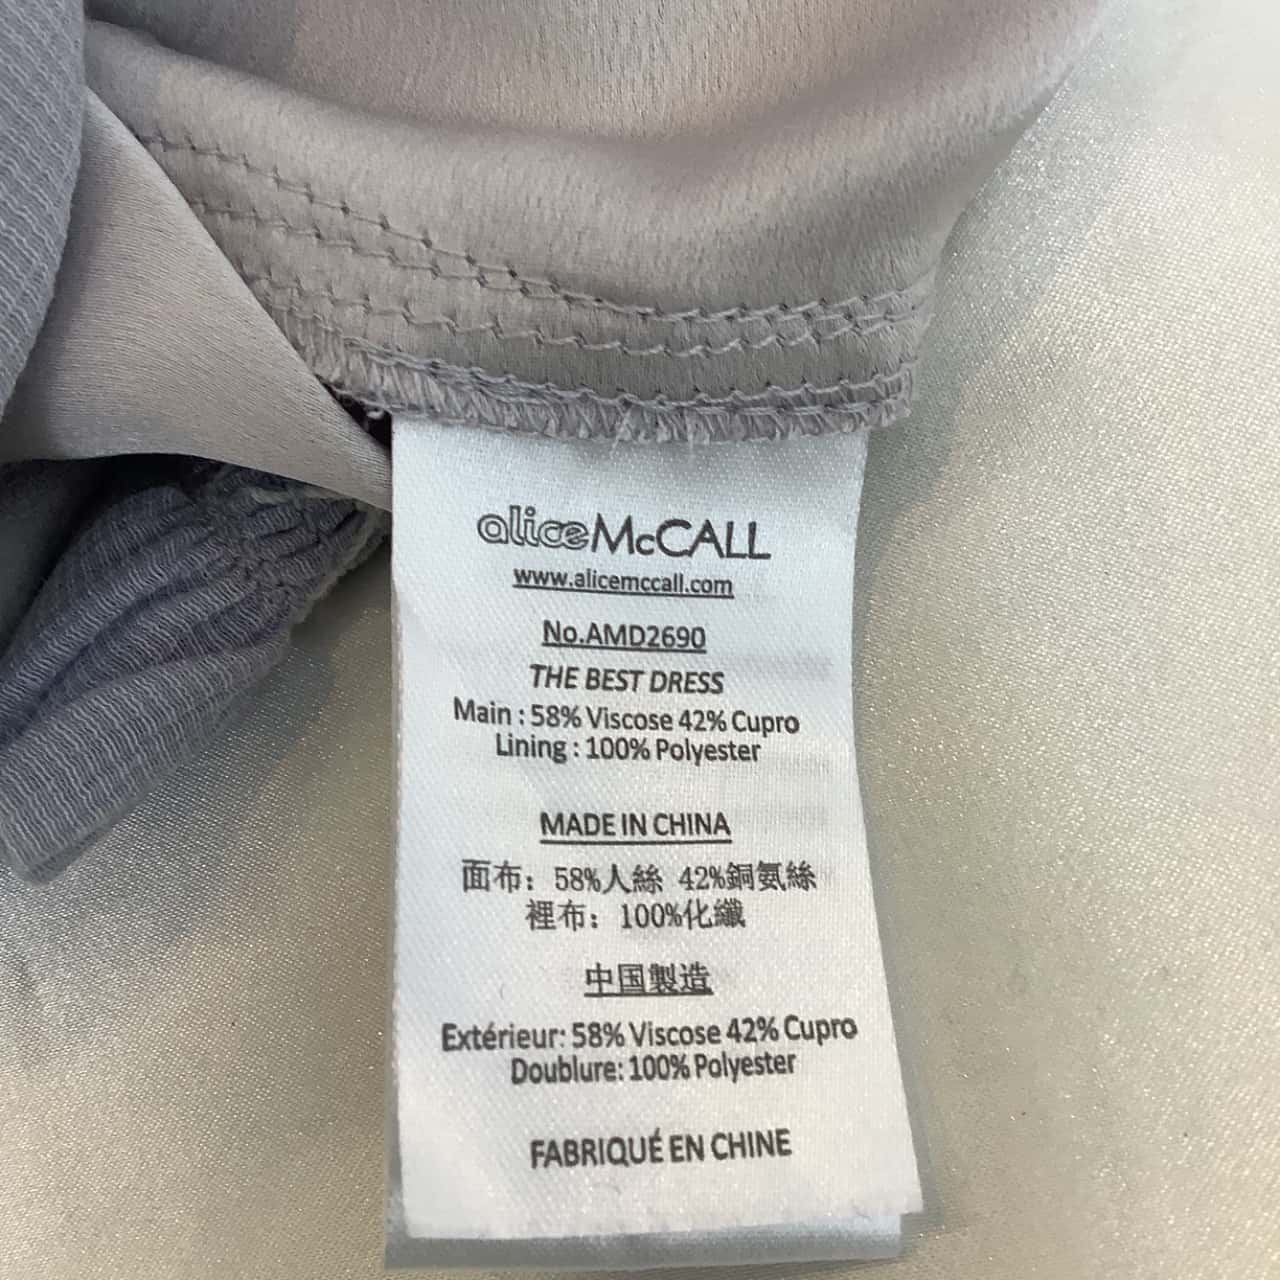 alice McCALL
www.alicemccall.com
No.AMD2690
THE BEST DRESS
Main : 58% Viscose 42% Cupro
Lining : 100% Polyester
MADE IN CHINA
面布：58%人絲 42%銅氨絲
裡布：100%化纖
中国製造
Extérieur: 58% Viscose 42% Cupro
Doublure: 100% Polyester
FABRIQUÉ EN CHINE